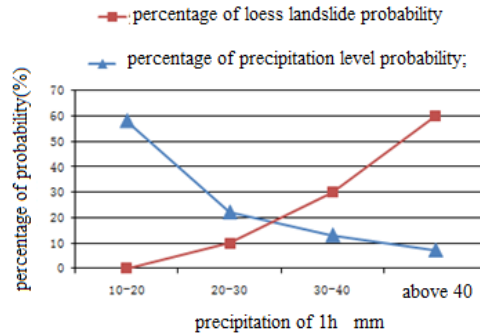 percentage of loess landslide probability
percentage of precipitation level probability;
percentage of probability(%)
70
60
50
40
30
20
10
0
10-20 20-30 30-40 above 40
precipitation of 1h mm